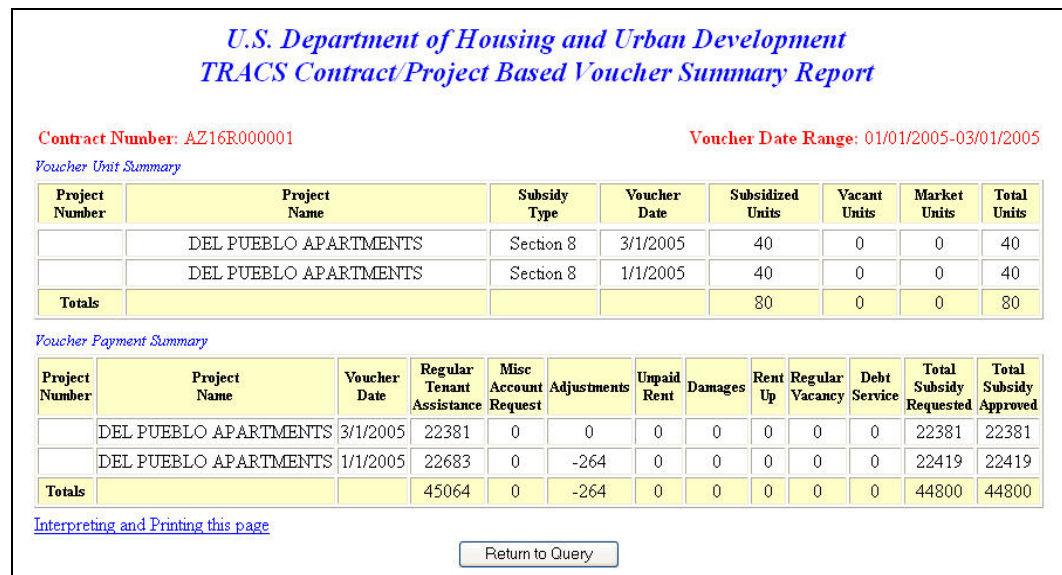 U.S. Department of Housing and Urban Development
TRACS Contract/Project Based Voucher Summary Report
Contract Number: AZ16R000001 Voucher Date Range: 01/01/2005-03/01/2005
Voucher Unit Summary
Project Number Project Name Subsidy Type Voucher Date Subsidized Units Vacant Units Market Units Total Units
DEL PUEBLO APARTMENTS Section 8 3/1/2005 40 0 0 40
DEL PUEBLO APARTMENTS Section 8 1/1/2005 40 0 0 40
Totals 80 0 0 80
Voucher Payment Summary
Project Number Project Name Voucher Date Regular Tenant Assistance Misc Account Request Adjustments Unpaid Rent Damages Rent Up Regular Vacancy Debt Service Total Subsidy Requested Total Subsidy Approved
DEL PUEBLO APARTMENTS 3/1/2005 22381 0 0 0 0 0 0 0 22381 22381
DEL PUEBLO APARTMENTS 1/1/2005 22683 0 -264 0 0 0 0 0 22419 22419
Totals 45064 0 -264 0 0 0 0 0 44800 44800
Interpreting and Printing this page
Return to Query